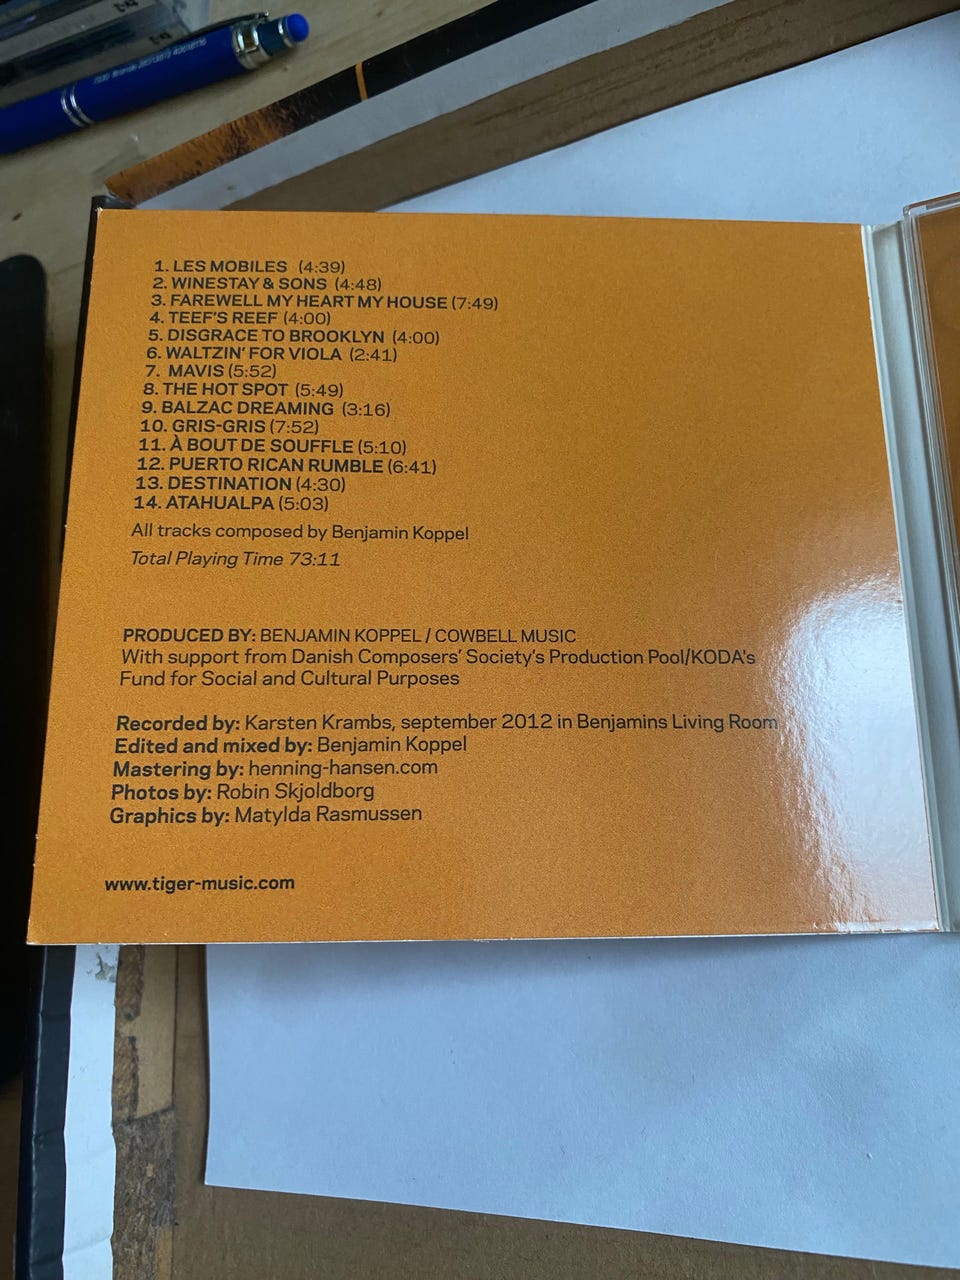 7330 Brande
1. LES MOBILES (4:39)
2. WINESTAY & SONS (4:48)
3. FAREWELL MY HEART MY HOUSE (7:49)
4. TEEF'S REEF (4:00)
5. DISGRACE TO BROOKLYN (4:00)
6. WALTZIN' FOR VIOLA (2:41)
7. MAVIS (5:52)
8. THE HOT SPOT (5:49)
9. BALZAC DREAMING (3:16)
10. GRIS-GRIS (7:52)
11. À BOUT DE SOUFFLE (5:10)
12. PUERTO RICAN RUMBLE (6:41)
13. DESTINATION (4:30)
14. ATAHUALPA (5:03)
All tracks composed by Benjamin Koppel
Total Playing Time 73:11
PRODUCED BY: BENJAMIN KOPPEL / COWBELL MUSIC
With support from Danish Composers' Society's Production Pool/KODA's
Fund for Social and Cultural Purposes
Recorded by: Karsten Krambs, september 2012 in Benjamins Living Room
Edited and mixed by: Benjamin Koppel
Mastering by: henning-hansen.com
Photos by: Robin Skjoldborg
Graphics by: Matylda Rasmussen
www.tiger-music.com